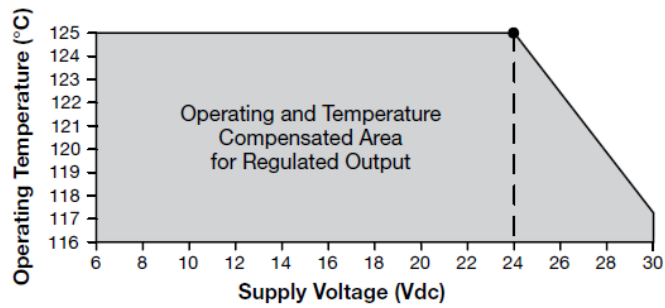 Operating Temperature (°C)
125
124
123
122
121
120
119
118
117
116
Operating and Temperature
Compensated Area
for Regulated Output
6 8 10 12 14 16 18 20 22 24 26 28 30
Supply Voltage (Vdc)